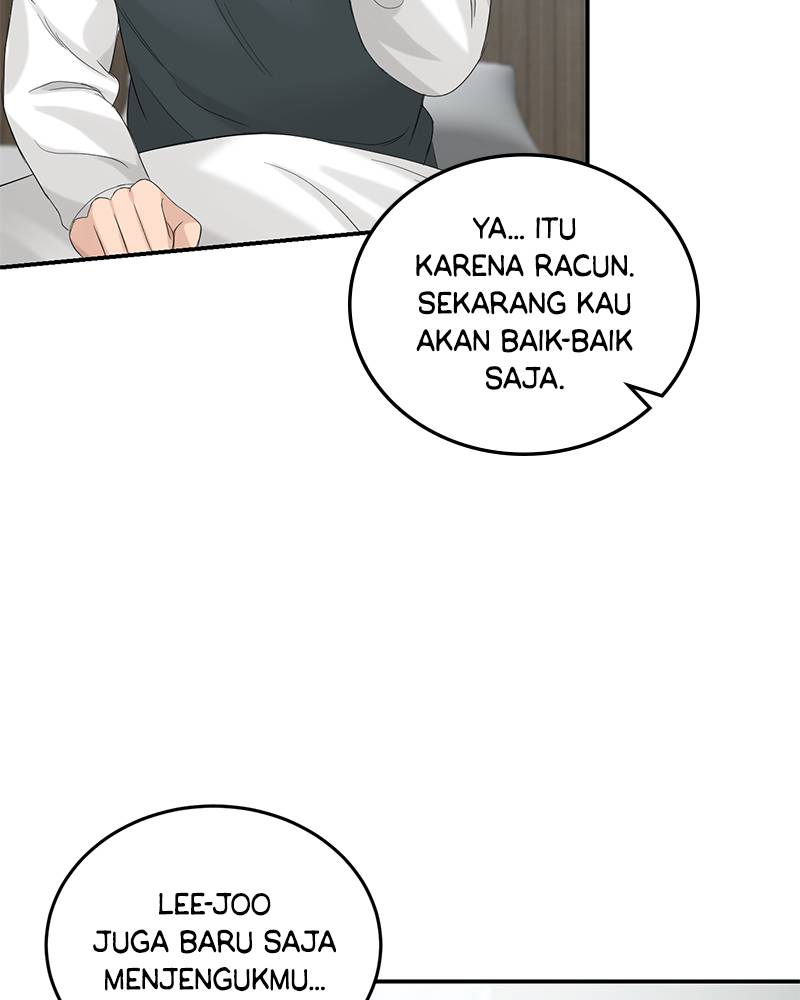 YA... ITU
KARENA RACUN.
SEKARANG KAU
AKAN BAIK-BAIK
SAJA.
LEE-JOO
JUGA BARU SAJA
MENJENGUKMU...